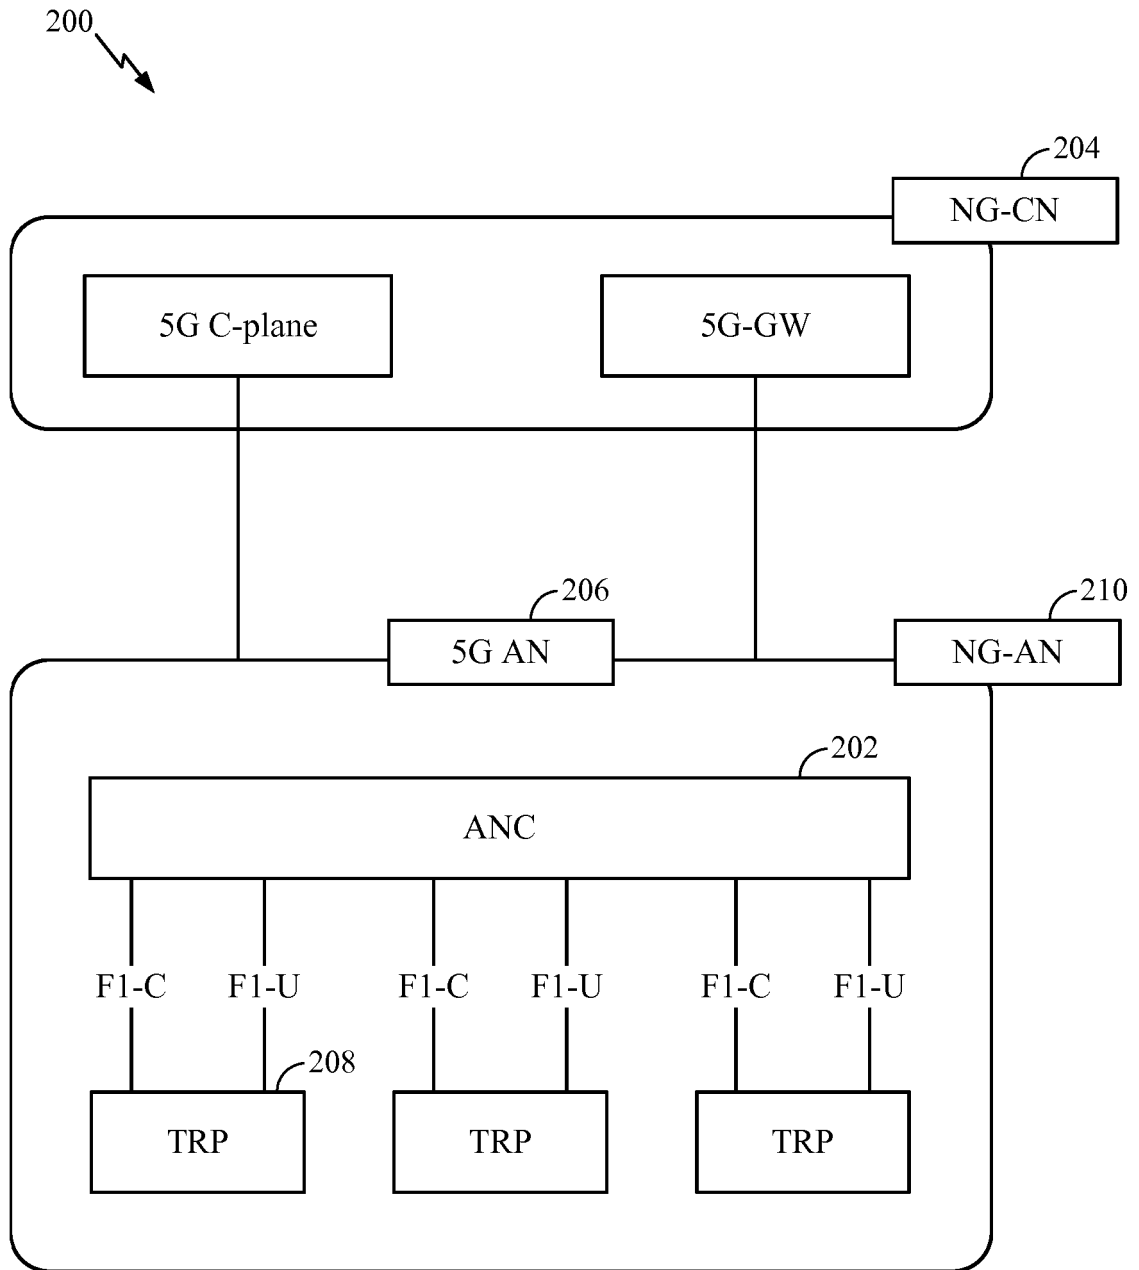 200
204
NG-CN
5G C-plane
5G-GW
206
210
5G AN
NG-AN
202
ANC
F1-C F1-U F1-C F1-U F1-C F1-U
208
TRP TRP TRP